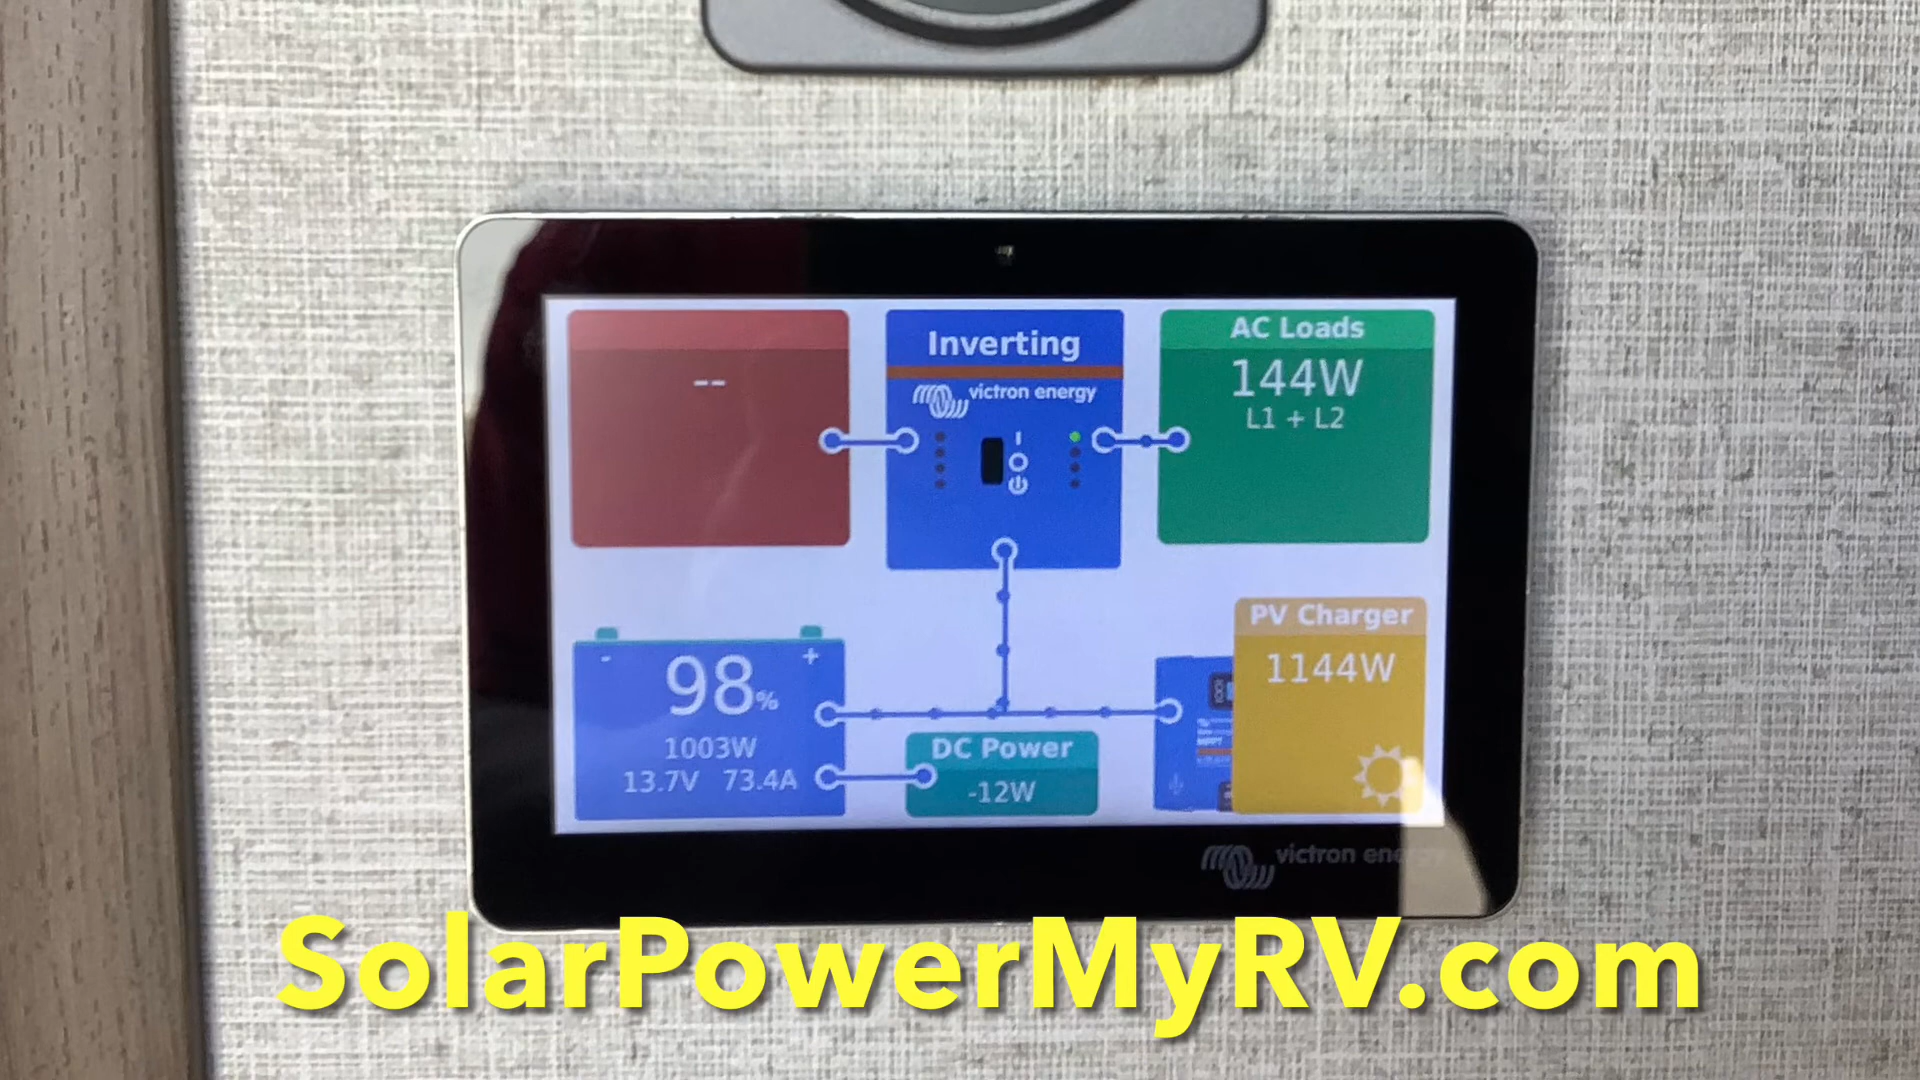 --
Inverting
victron energy
AC Loads
144W
L1 + L2
98%
1003W
13.7V 73.4A
DC Power
-12W
PV Charger
1144W
MPPT
victron energy
SolarPowerMyRV.com